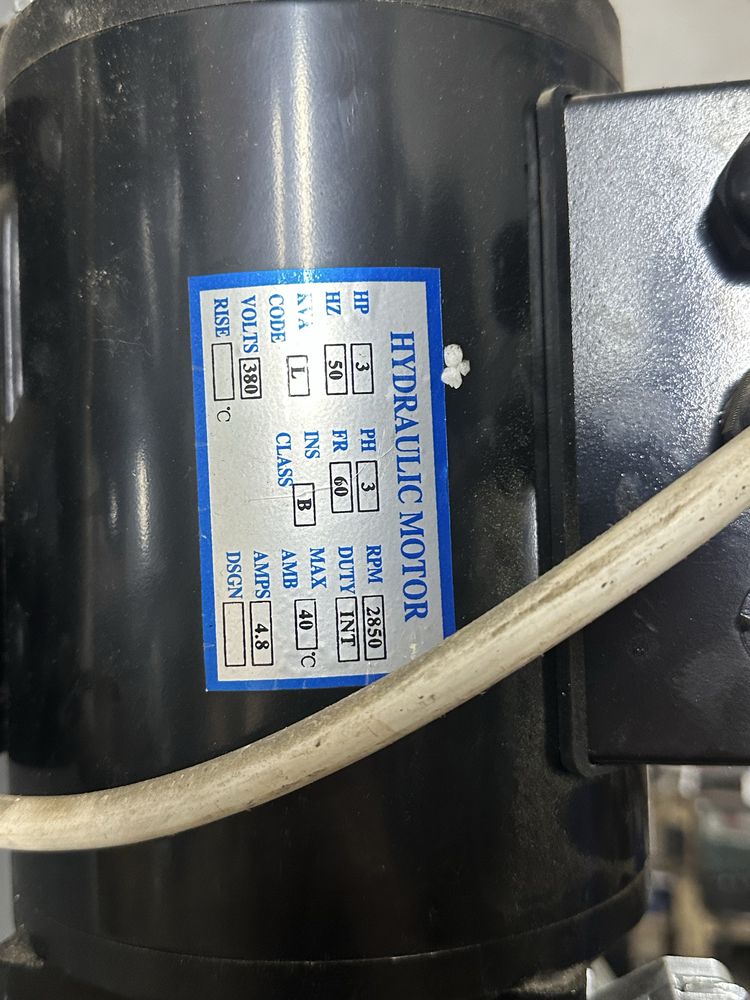 HYDRAULIC MOTOR
HP 3 PH 3 RPM 2850
HZ 50 FR 60 DUTY INT
KVA CODE L INS CLASS B MAX AMB 40 °C
VOLTS 380 AMPS 4.8
RISE °C DSGN